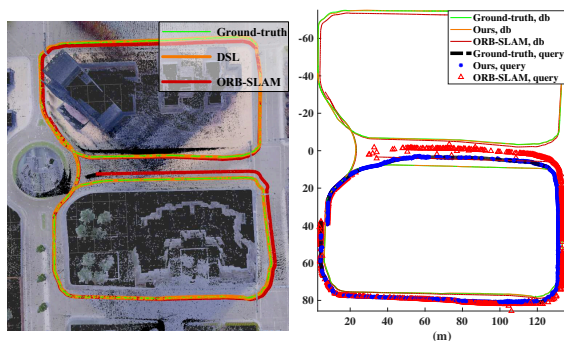 Ground-truth
DSL
ORB-SLAM
Ground-truth, db
Ours, db
ORB-SLAM, db
Ground-truth, query
Ours, query
ORB-SLAM, query
-60
-40
-20
0
20
40
60
80
20
40
60
80
100
120
(m)